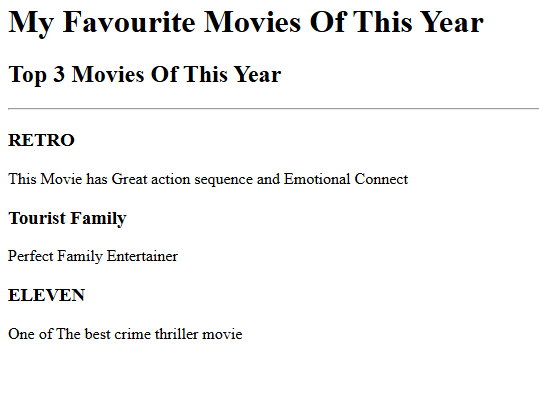 My Favourite Movies Of This Year
Top 3 Movies Of This Year
RETRO
This Movie has Great action sequence and Emotional Connect
Tourist Family
Perfect Family Entertainer
ELEVEN
One of The best crime thriller movie